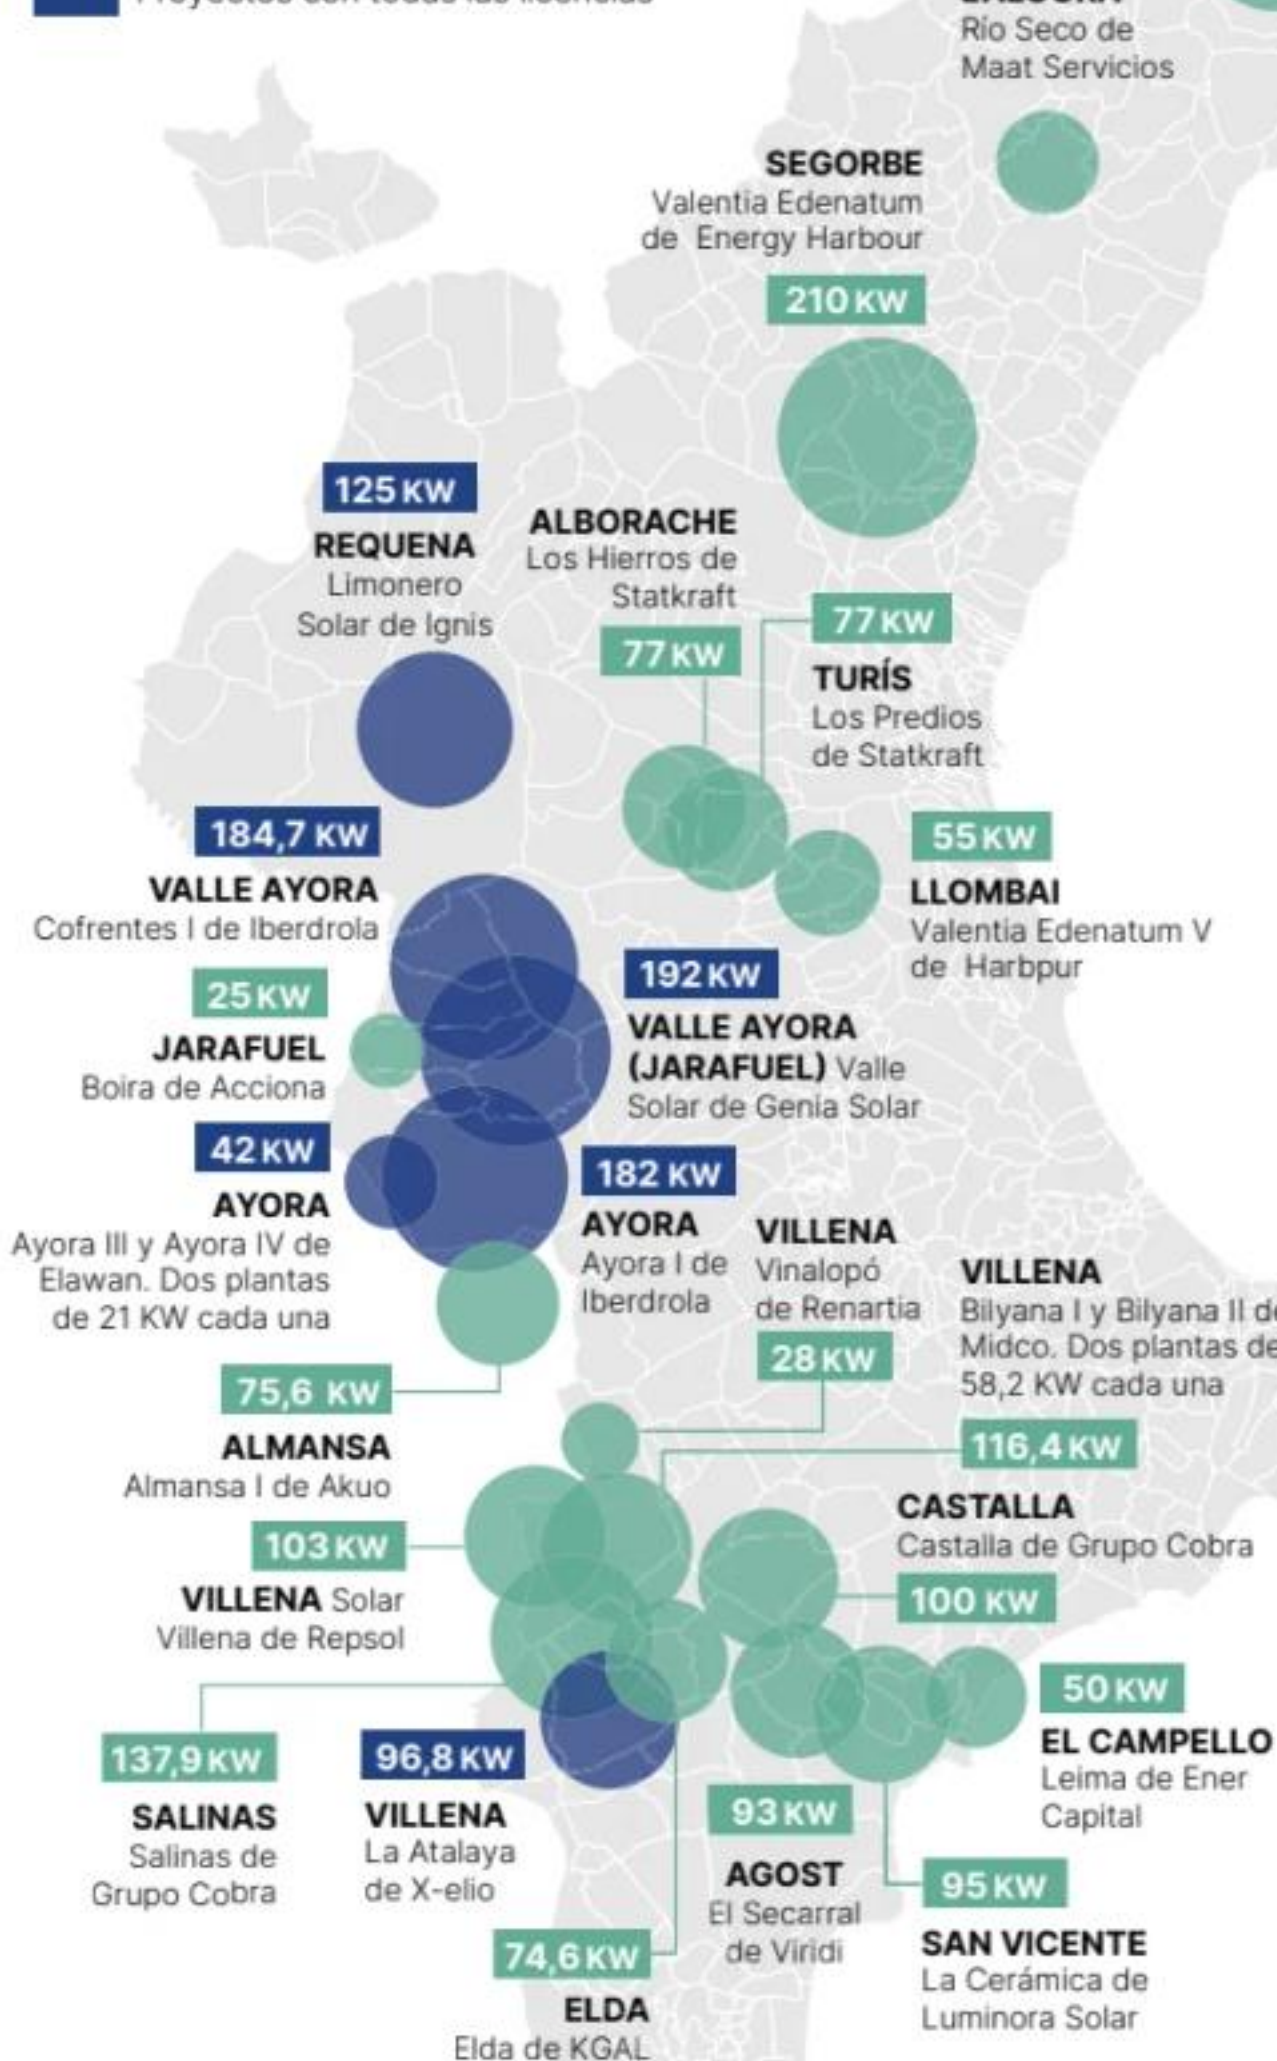 Proyectos con todas las licencias
Río Seco de
Maat Servicios
SEGORBE
Valentia Edenatum
de Energy Harbour
210 KW
125 KW
REQUENA
Limonero
Solar de Ignis
ALBORACHE
Los Hierros de
Statkraft
77 KW
77 KW
TURÍS
Los Predios
de Statkraft
184,7 KW
VALLE AYORA
Cofrentes I de Iberdrola
55 KW
LLOMBAI
Valentia Edenatum V
de Harbpur
25 KW
JARAFUEL
Boira de Acciona
192 KW
VALLE AYORA
(JARAFUEL) Valle
Solar de Genia Solar
42 KW
AYORA
Ayora III y Ayora IV de
Elawan. Dos plantas
de 21 KW cada una
182 KW
AYORA
Ayora I de
Iberdrola
VILLENA
Vinalopó
de Renartia
28 KW
VILLENA
Bilyana I y Bilyana II de
Midco. Dos plantas de
58,2 KW cada una
116,4 KW
75,6 KW
ALMANSA
Almansa I de Akuo
CASTALLA
Castalla de Grupo Cobra
100 KW
103 KW
VILLENA Solar
Villena de Repsol
137,9 KW
SALINAS
Salinas de
Grupo Cobra
96,8 KW
VILLENA
La Atalaya
de X-elio
50 KW
EL CAMPELLO
Leima de Ener
Capital
93 KW
AGOST
El Secarral
de Viridi
95 KW
SAN VICENTE
La Cerámica de
Luminora Solar
74,6 KW
ELDA
Elda de KGAL